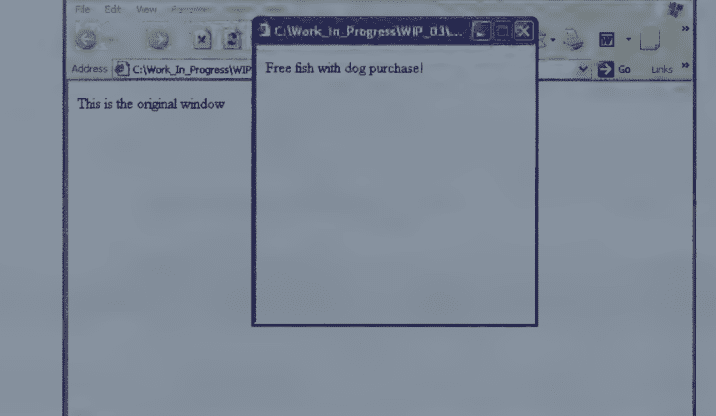 File Edit View Favorites
C:\Work_In_Progress\WIP_03\...
Address C:\Work_In_Progress\WIP
Go Links
Free fish with dog purchase!
This is the original window